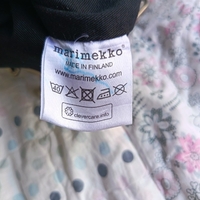 marimekko®
MADE IN FINLAND
www.marimekko.com
clevercare.info